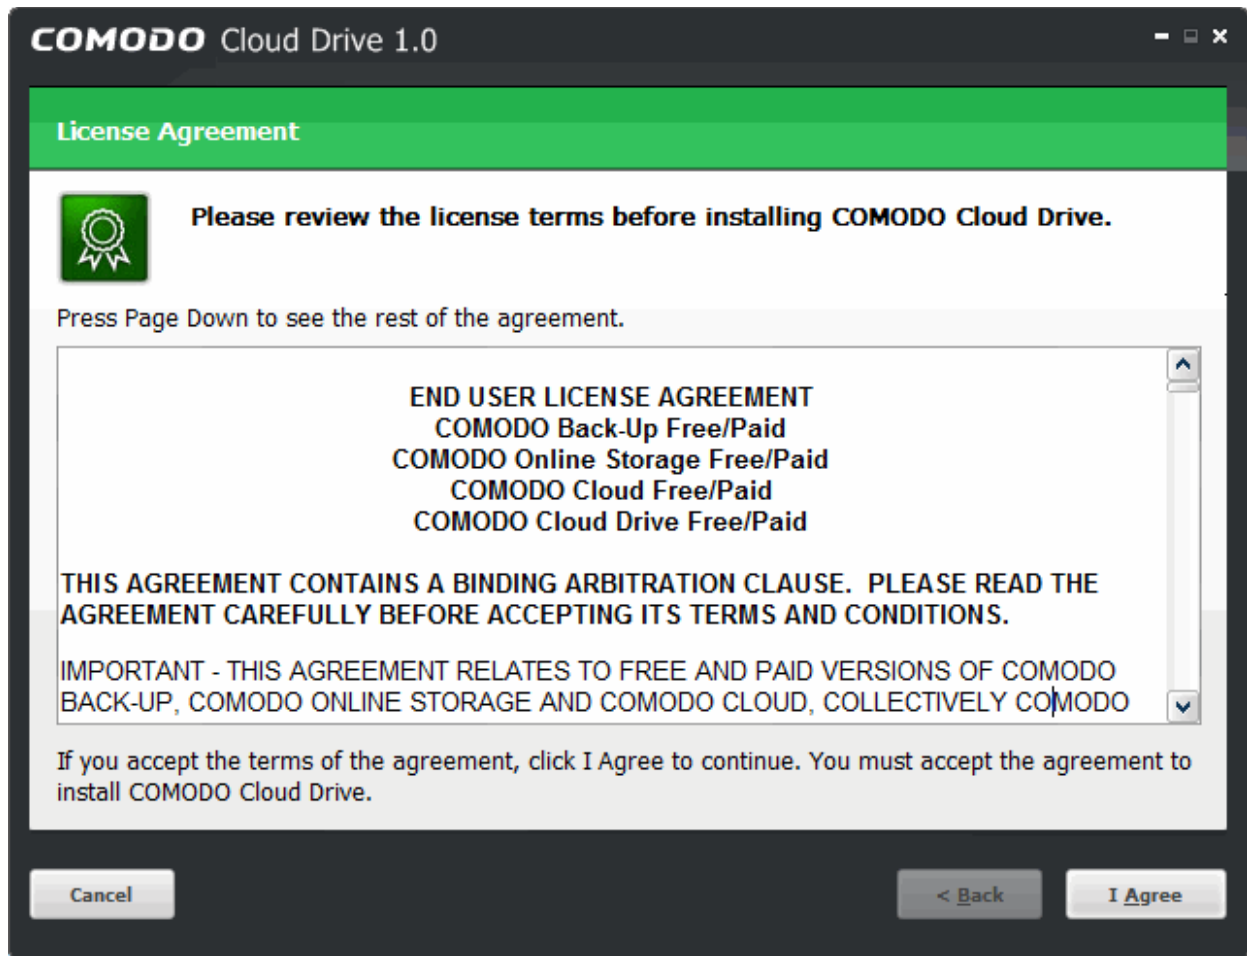 COMODO Cloud Drive 1.0
License Agreement
Please review the license terms before installing COMODO Cloud Drive.
Press Page Down to see the rest of the agreement.
END USER LICENSE AGREEMENT
COMODO Back-Up Free/Paid
COMODO Online Storage Free/Paid
COMODO Cloud Free/Paid
COMODO Cloud Drive Free/Paid
THIS AGREEMENT CONTAINS A BINDING ARBITRATION CLAUSE.  PLEASE READ THE
AGREEMENT CAREFULLY BEFORE ACCEPTING ITS TERMS AND CONDITIONS.
IMPORTANT - THIS AGREEMENT RELATES TO FREE AND PAID VERSIONS OF COMODO
BACK-UP, COMODO ONLINE STORAGE AND COMODO CLOUD, COLLECTIVELY COMODO
If you accept the terms of the agreement, click I Agree to continue. You must accept the agreement to
install COMODO Cloud Drive.
Cancel
< Back
I Agree